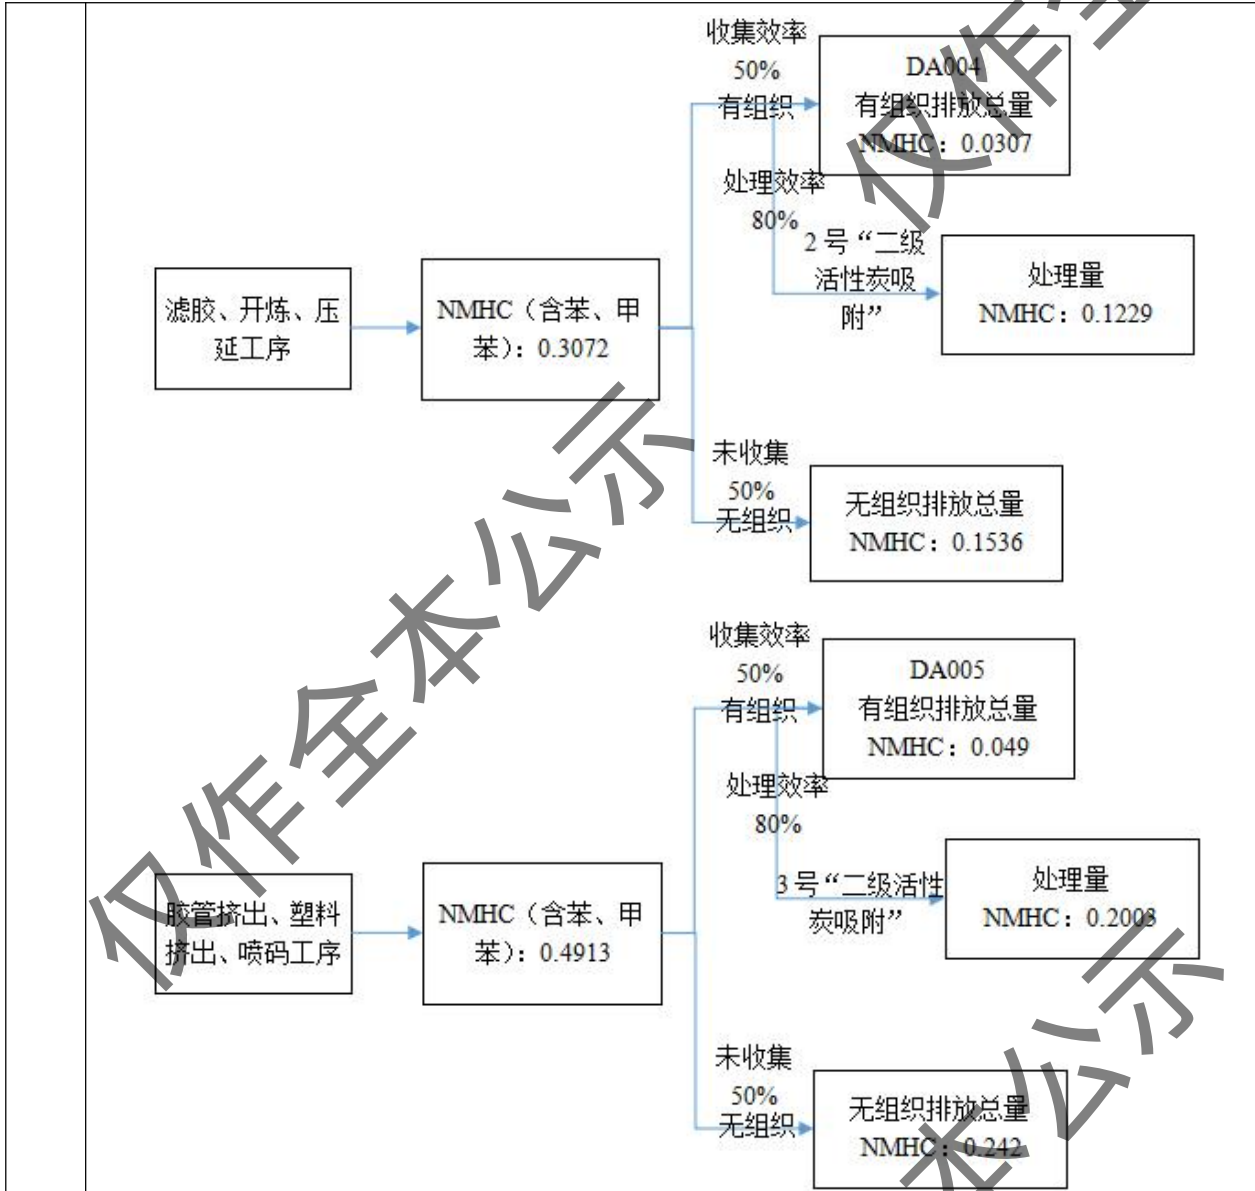 收集效率
50%
有组织
DA004
有组织排放总量
NMHC：0.0307
处理效率
80%
2 号“二级
活性炭吸
附”
处理量
NMHC：0.1229
滤胶、开炼、压
延工序
NMHC（含苯、甲
苯）：0.3072
未收集
50%
无组织
无组织排放总量
NMHC：0.1536
收集效率
50%
有组织
DA005
有组织排放总量
NMHC：0.049
处理效率
80%
3 号“二级活性
炭吸附”
处理量
NMHC：0.2003
胶管挤出、塑料
挤出、喷码工序
NMHC（含苯、甲
苯）：0.4913
未收集
50%
无组织
无组织排放总量
NMHC：0.242
仅作全本公示
仅作全
本公示